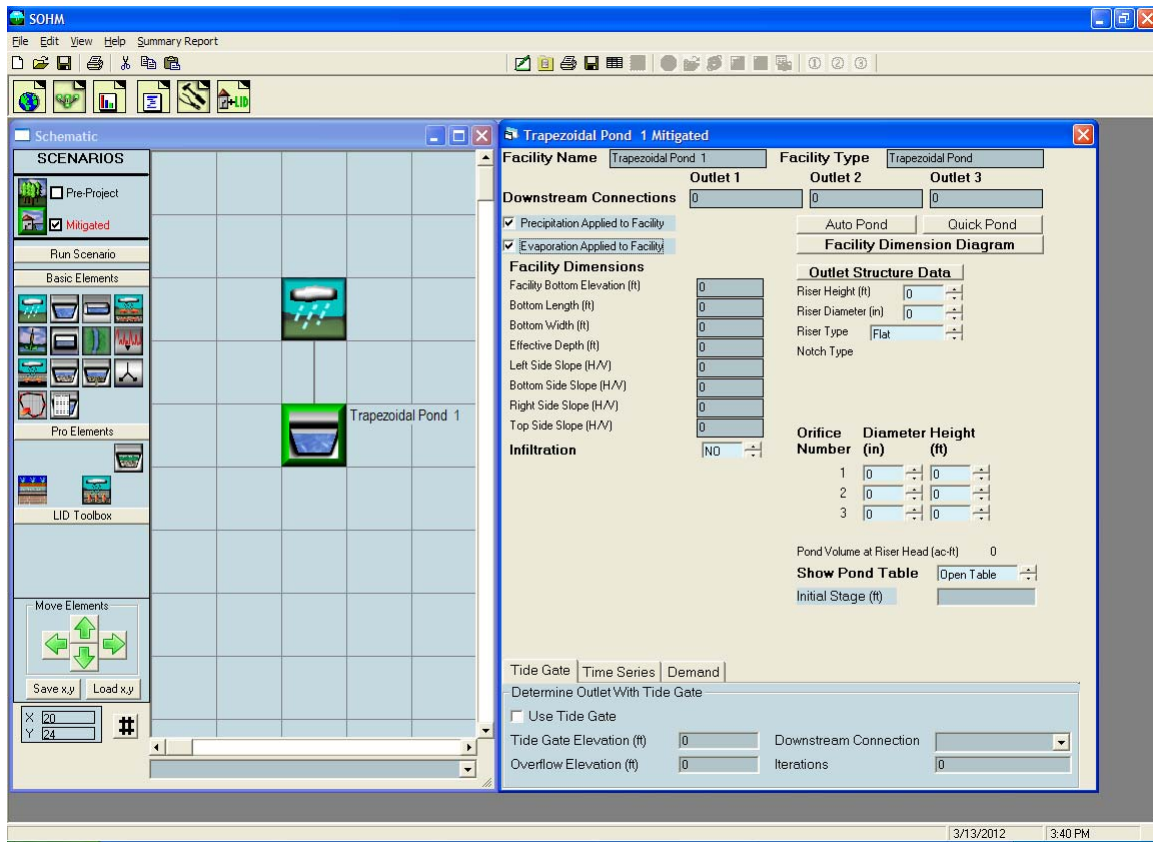 SOHM
File Edit View Help Summary Report
Schematic
SCENARIOS
Pre-Project
Mitigated
Run Scenario
Basic Elements
Pro Elements
LID Toolbox
Move Elements
Save x,y Load x,y
X 20
Y 24
#
+LID
Trapezoidal Pond 1
Trapezoidal Pond 1 Mitigated
Facility Name Trapezoidal Pond 1 Facility Type Trapezoidal Pond
Outlet 1 Outlet 2 Outlet 3
Downstream Connections 0 0 0
Precipitation Applied to Facility Auto Pond Quick Pond
Evaporation Applied to Facility Facility Dimension Diagram
Facility Dimensions
Facility Bottom Elevation (ft) 0
Bottom Length (ft) 0
Bottom Width (ft) 0
Effective Depth (ft) 0
Left Side Slope (H/V) 0
Bottom Side Slope (H/V) 0
Right Side Slope (H/V) 0
Top Side Slope (H/V) 0
Infiltration NO
Outlet Structure Data
Riser Height (ft) 0
Riser Diameter (in) 0
Riser Type Flat
Notch Type
Orifice Diameter Height
Number (in) (ft)
1 0 0
2 0 0
3 0 0
Pond Volume at Riser Head (ac-ft) 0
Show Pond Table Open Table
Initial Stage (ft)
Tide Gate Time Series Demand
Determine Outlet With Tide Gate
Use Tide Gate
Tide Gate Elevation (ft) 0 Downstream Connection
Overflow Elevation (ft) 0 Iterations 0
3/13/2012 3:40 PM